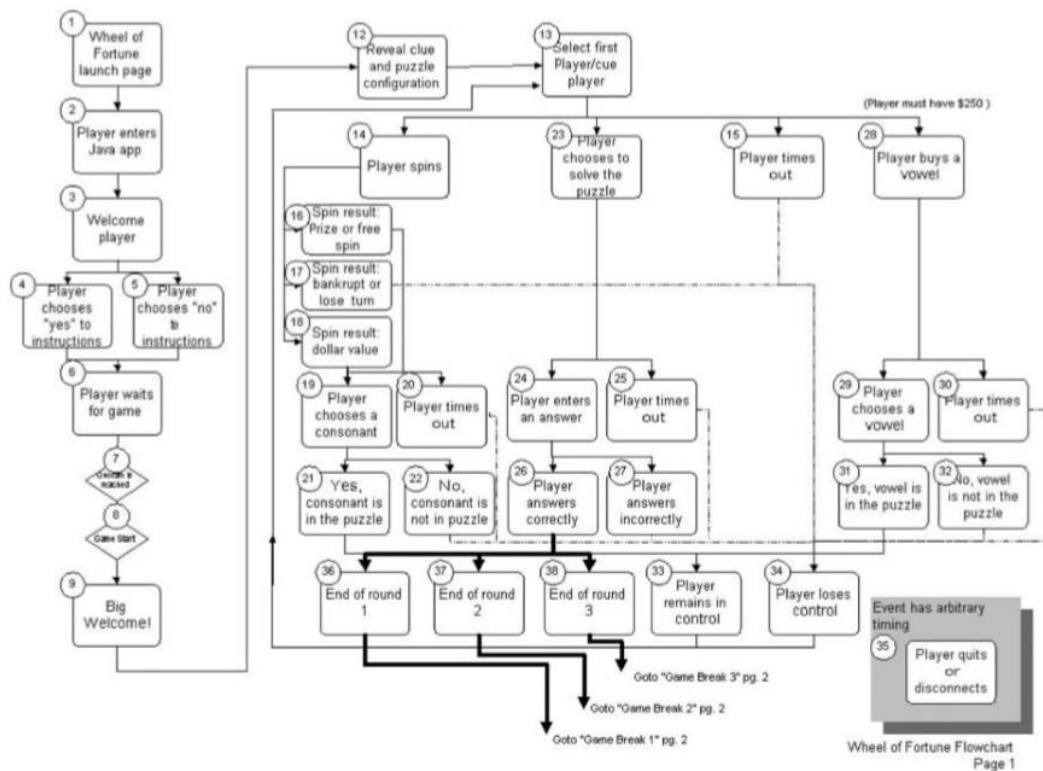 1
Wheel of
Fortune
launch page
2
Player enters
Java app
3
Welcome
player
4
Player
chooses
"yes" to
instructions
5
Player
chooses "no"
to
instructions
6
Player waits
for game
7
reached
8
Game Start
9
Big
Welcome!
12
Reveal clue
and puzzle
configuration
13
Select first
Player/cue
player
(Player must have $250 )
14
Player spins
23
Player
chooses to
solve the
puzzle
15
Player times
out
28
Player buys a
vowel
16
Spin result:
Prize or free
spin
17
Spin result:
bankrupt or
lose turn
18
Spin result:
dollar value
19
Player
chooses a
consonant
20
Player times
out
24
Player enters
an answer
25
Player times
out
29
Player
chooses a
vowel
30
Player times
out
21
Yes,
consonant is
in the puzzle
22
No,
consonant is
not in puzzle
26
Player
answers
correctly
27
Player
answers
incorrectly
31
Yes, vowel is
in the puzzle
32
No, vowel
is not in the
puzzle
36
End of round
1
37
End of round
2
38
End of round
3
33
Player
remains in
control
34
Player loses
control
Event has arbitrary
timing
35
Player quits
or
disconnects
Goto "Game Break 3" pg. 2
Goto "Game Break 2" pg. 2
Goto "Game Break 1" pg. 2
Wheel of Fortune Flowchart
Page 1